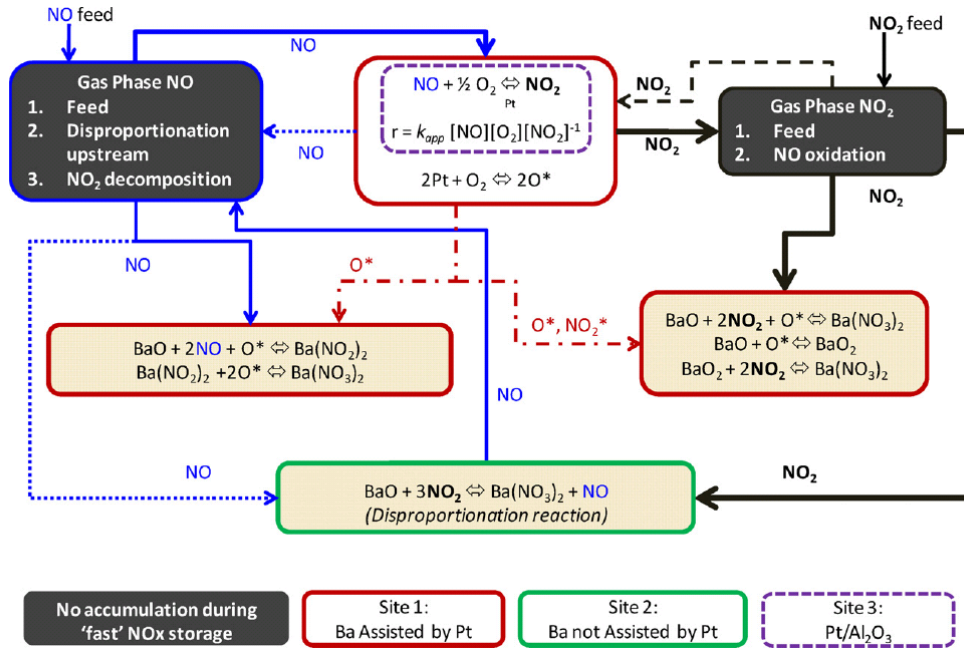 NO feed
NO
NO₂ feed
Gas Phase NO
1. Feed
2. Disproportionation
upstream
3. NO₂ decomposition
NO + ½ O₂ ⇔ NO₂
Pt
r = kapp [NO][O₂][NO₂]⁻¹
2Pt + O₂ ⇔ 2O*
NO
NO₂
NO₂
Gas Phase NO₂
1. Feed
2. NO oxidation
NO₂
NO
O*
O*, NO₂*
BaO + 2NO + O* ⇔ Ba(NO₂)₂
Ba(NO₂)₂ +2O* ⇔ Ba(NO₃)₂
BaO + 2NO₂ + O* ⇔ Ba(NO₃)₂
BaO + O* ⇔ BaO₂
BaO₂ + 2NO₂ ⇔ Ba(NO₃)₂
NO
NO
NO₂
BaO + 3NO₂ ⇔ Ba(NO₃)₂ + NO
(Disproportionation reaction)
No accumulation during
‘fast’ NOx storage
Site 1:
Ba Assisted by Pt
Site 2:
Ba not Assisted by Pt
Site 3:
Pt/Al₂O₃